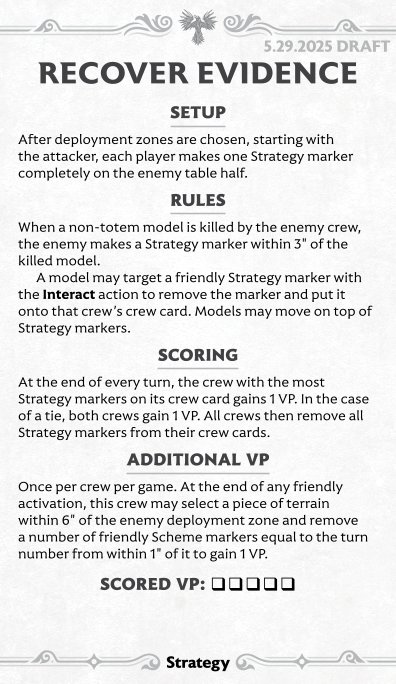 5.29.2025 DRAFT
RECOVER EVIDENCE
SETUP
After deployment zones are chosen, starting with
the attacker, each player makes one Strategy marker
completely on the enemy table half.
RULES
When a non-totem model is killed by the enemy crew,
the enemy makes a Strategy marker within 3" of the
killed model.
A model may target a friendly Strategy marker with
the Interact action to remove the marker and put it
onto that crew's crew card. Models may move on top of
Strategy markers.
SCORING
At the end of every turn, the crew with the most
Strategy markers on its crew card gains 1 VP. In the case
of a tie, both crews gain 1 VP. All crews then remove all
Strategy markers from their crew cards.
ADDITIONAL VP
Once per crew per game. At the end of any friendly
activation, this crew may select a piece of terrain
within 6" of the enemy deployment zone and remove
a number of friendly Scheme markers equal to the turn
number from within 1" of it to gain 1 VP.
SCORED VP: ❑❑❑❑❑
Strategy